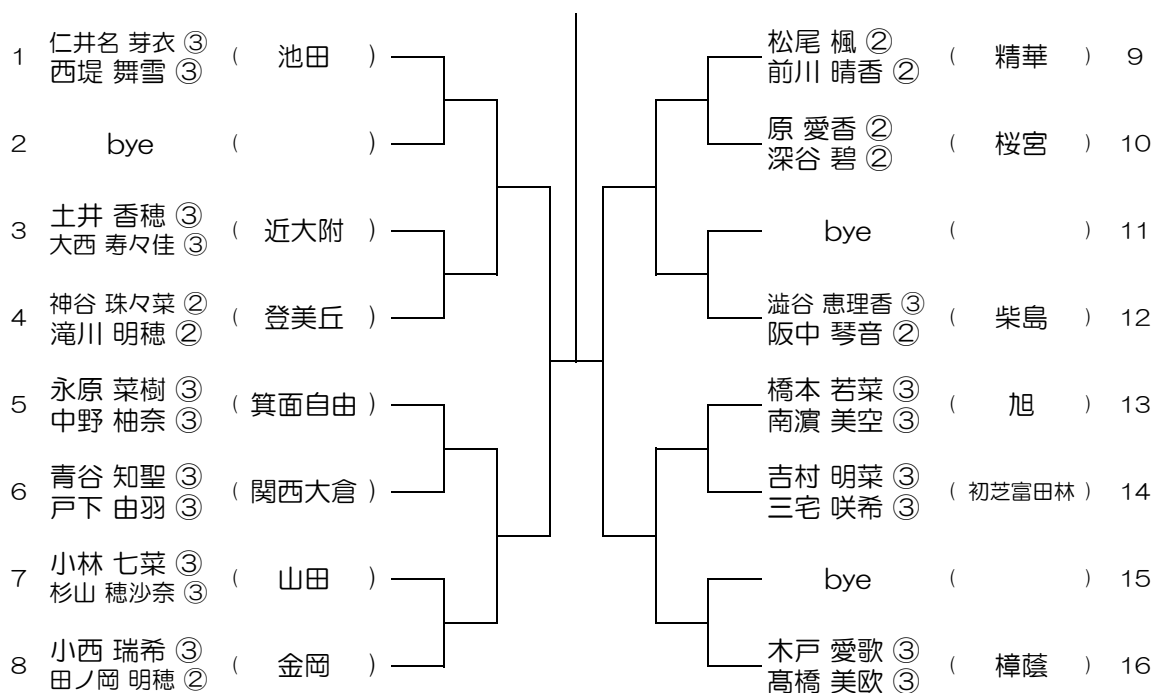 1 仁井名 芽衣 ③ ( 池田 )
西堤 舞雪 ③
2 bye ( )
3 土井 香穂 ③ ( 近大附 )
大西 寿々佳 ③
4 神谷 珠々菜 ② ( 登美丘 )
滝川 明穂 ②
5 永原 菜樹 ③ ( 箕面自由 )
中野 柚奈 ③
6 青谷 知聖 ③ ( 関西大倉 )
戸下 由羽 ③
7 小林 七菜 ③ ( 山田 )
杉山 穂沙奈 ③
8 小西 瑞希 ③ ( 金岡 )
田ノ岡 明穂 ②
松尾 楓 ② ( 精華 ) 9
前川 晴香 ②
原 愛香 ② ( 桜宮 ) 10
深谷 碧 ②
bye ( ) 11
澁谷 恵理香 ③ ( 柴島 ) 12
阪中 琴音 ②
橋本 若菜 ③ ( 旭 ) 13
南濵 美空 ③
吉村 明菜 ③ ( 初芝富田林 ) 14
三宅 咲希 ③
bye ( ) 15
木戸 愛歌 ③ ( 樟蔭 ) 16
髙橋 美欧 ③